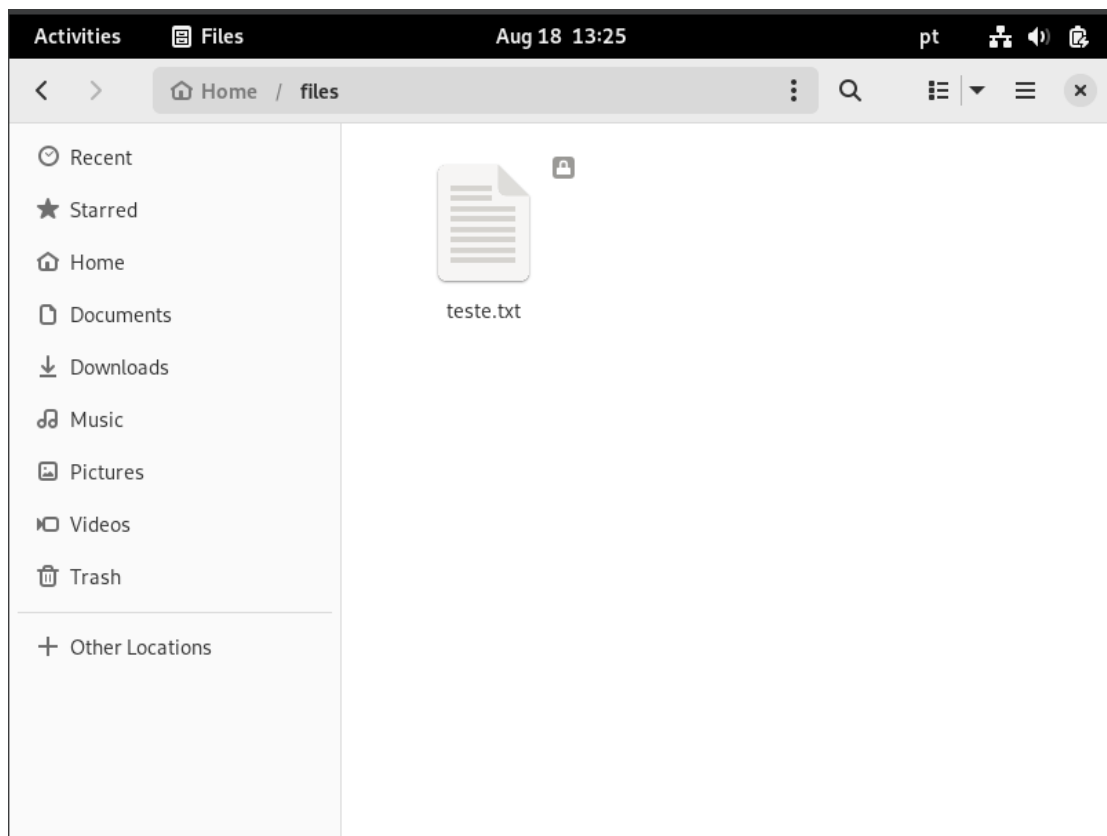 Activities Files Aug 18 13:25 pt
Home / files
Recent
Starred
Home
Documents
Downloads
Music
Pictures
Videos
Trash
Other Locations
teste.txt